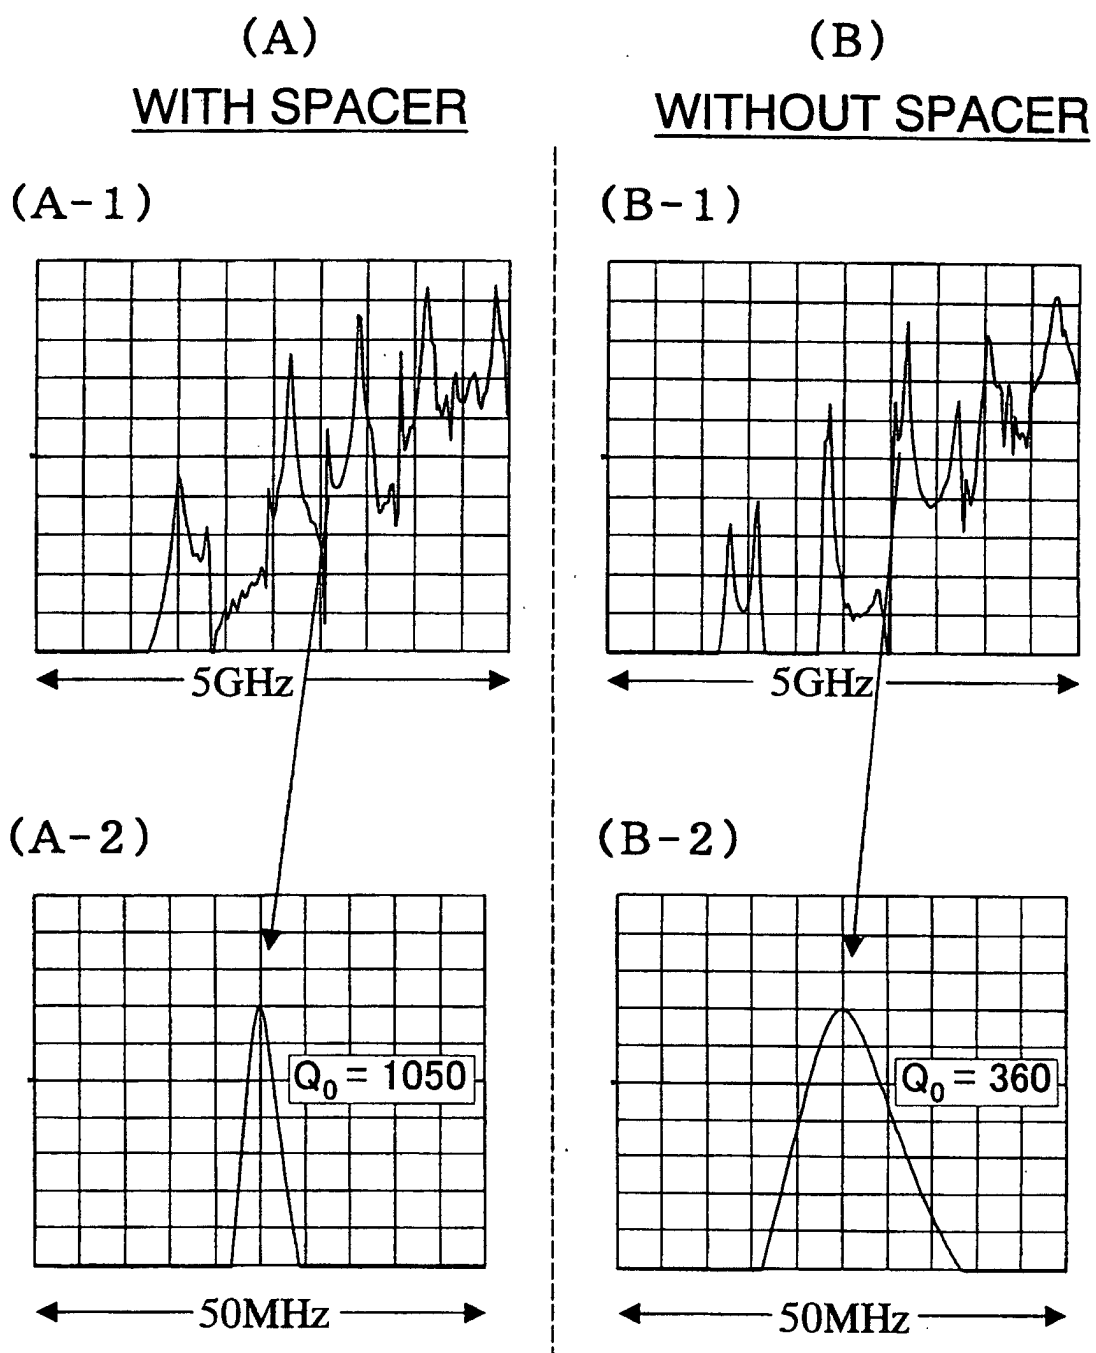 (A)
WITH SPACER
(B)
WITHOUT SPACER
(A-1)
(B-1)
5GHz
5GHz
(A-2)
(B-2)
Q0 = 1050
Q0 = 360
50MHz
50MHz